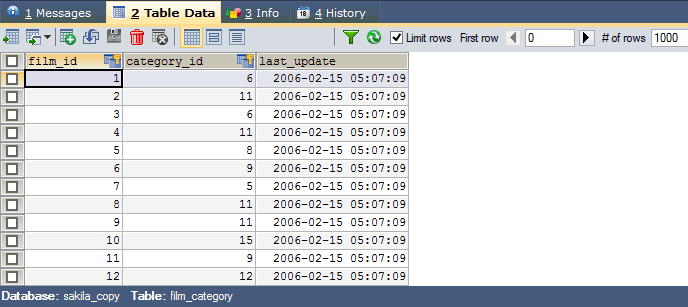 1 Messages 2 Table Data 3 Info 4 History
Limit rows First row 0 # of rows 1000
film_id category_id last_update
1 6 2006-02-15 05:07:09
2 11 2006-02-15 05:07:09
3 6 2006-02-15 05:07:09
4 11 2006-02-15 05:07:09
5 8 2006-02-15 05:07:09
6 9 2006-02-15 05:07:09
7 5 2006-02-15 05:07:09
8 11 2006-02-15 05:07:09
9 11 2006-02-15 05:07:09
10 15 2006-02-15 05:07:09
11 9 2006-02-15 05:07:09
12 12 2006-02-15 05:07:09
Database: sakila_copy Table: film_category